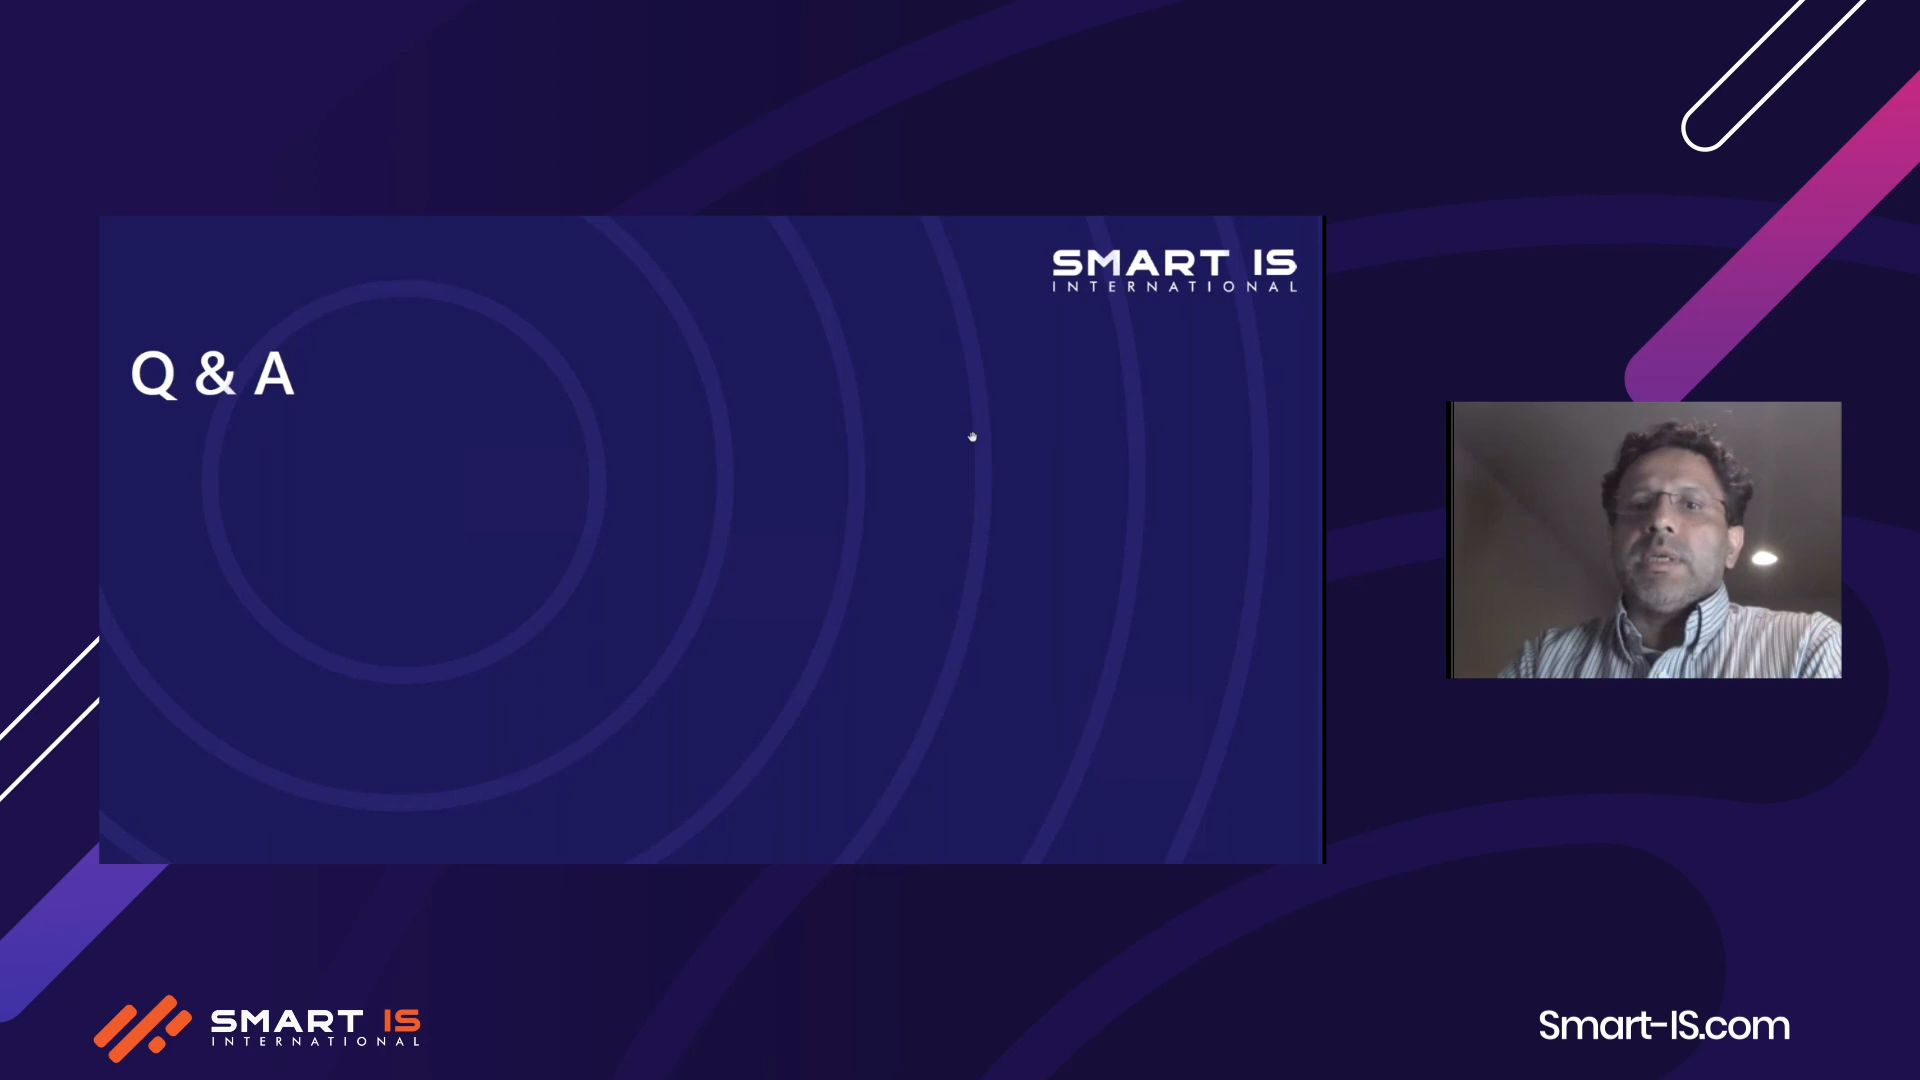 SMART IS
INTERNATIONAL
Q & A
SMART IS
INTERNATIONAL
Smart-IS.com